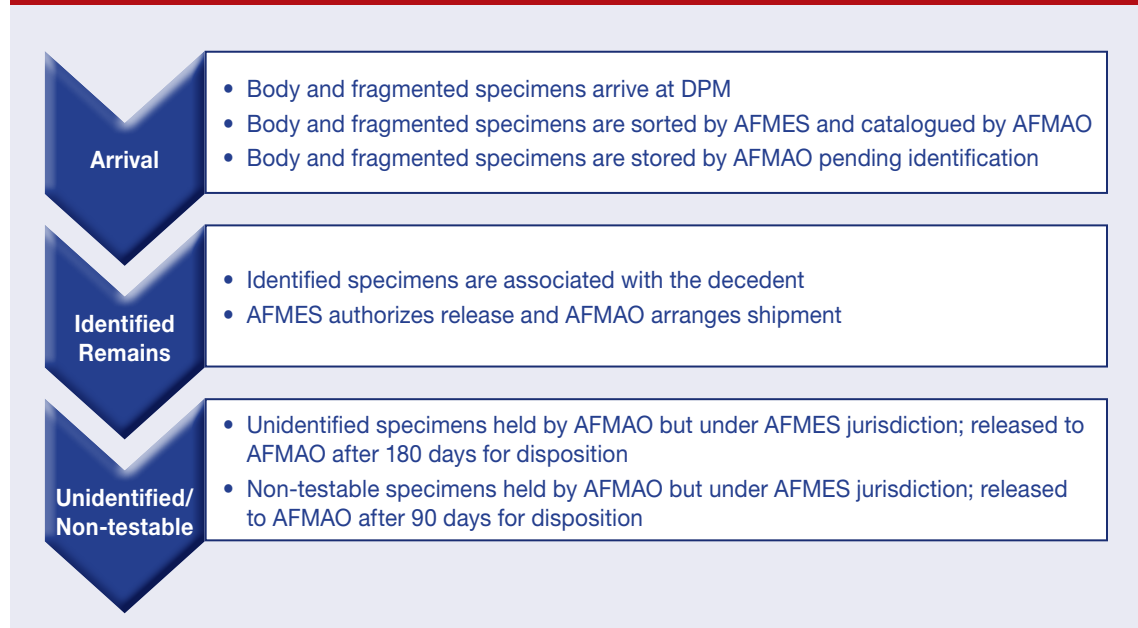 Arrival
• Body and fragmented specimens arrive at DPM
• Body and fragmented specimens are sorted by AFMES and catalogued by AFMAO
• Body and fragmented specimens are stored by AFMAO pending identification
Identified
Remains
• Identified specimens are associated with the decedent
• AFMES authorizes release and AFMAO arranges shipment
Unidentified/
Non-testable
• Unidentified specimens held by AFMAO but under AFMES jurisdiction; released to
AFMAO after 180 days for disposition
• Non-testable specimens held by AFMAO but under AFMES jurisdiction; released
to AFMAO after 90 days for disposition